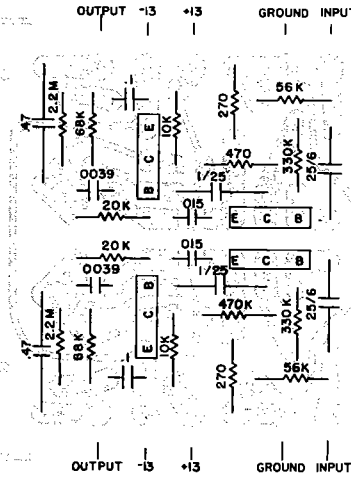 OUTPUT -13 +13 GROUND INPUT
.1
56K
2.2M
.47
68K
E C B
10K
270
470
330K
25/6
0039
1/25
20K
015
E C B
20K
015
E C B
0039
1/25
B C E
470K
330K
25/6
2.2M
.47
68K
.1
10K
270
56K
OUTPUT -13 +13 GROUND INPUT